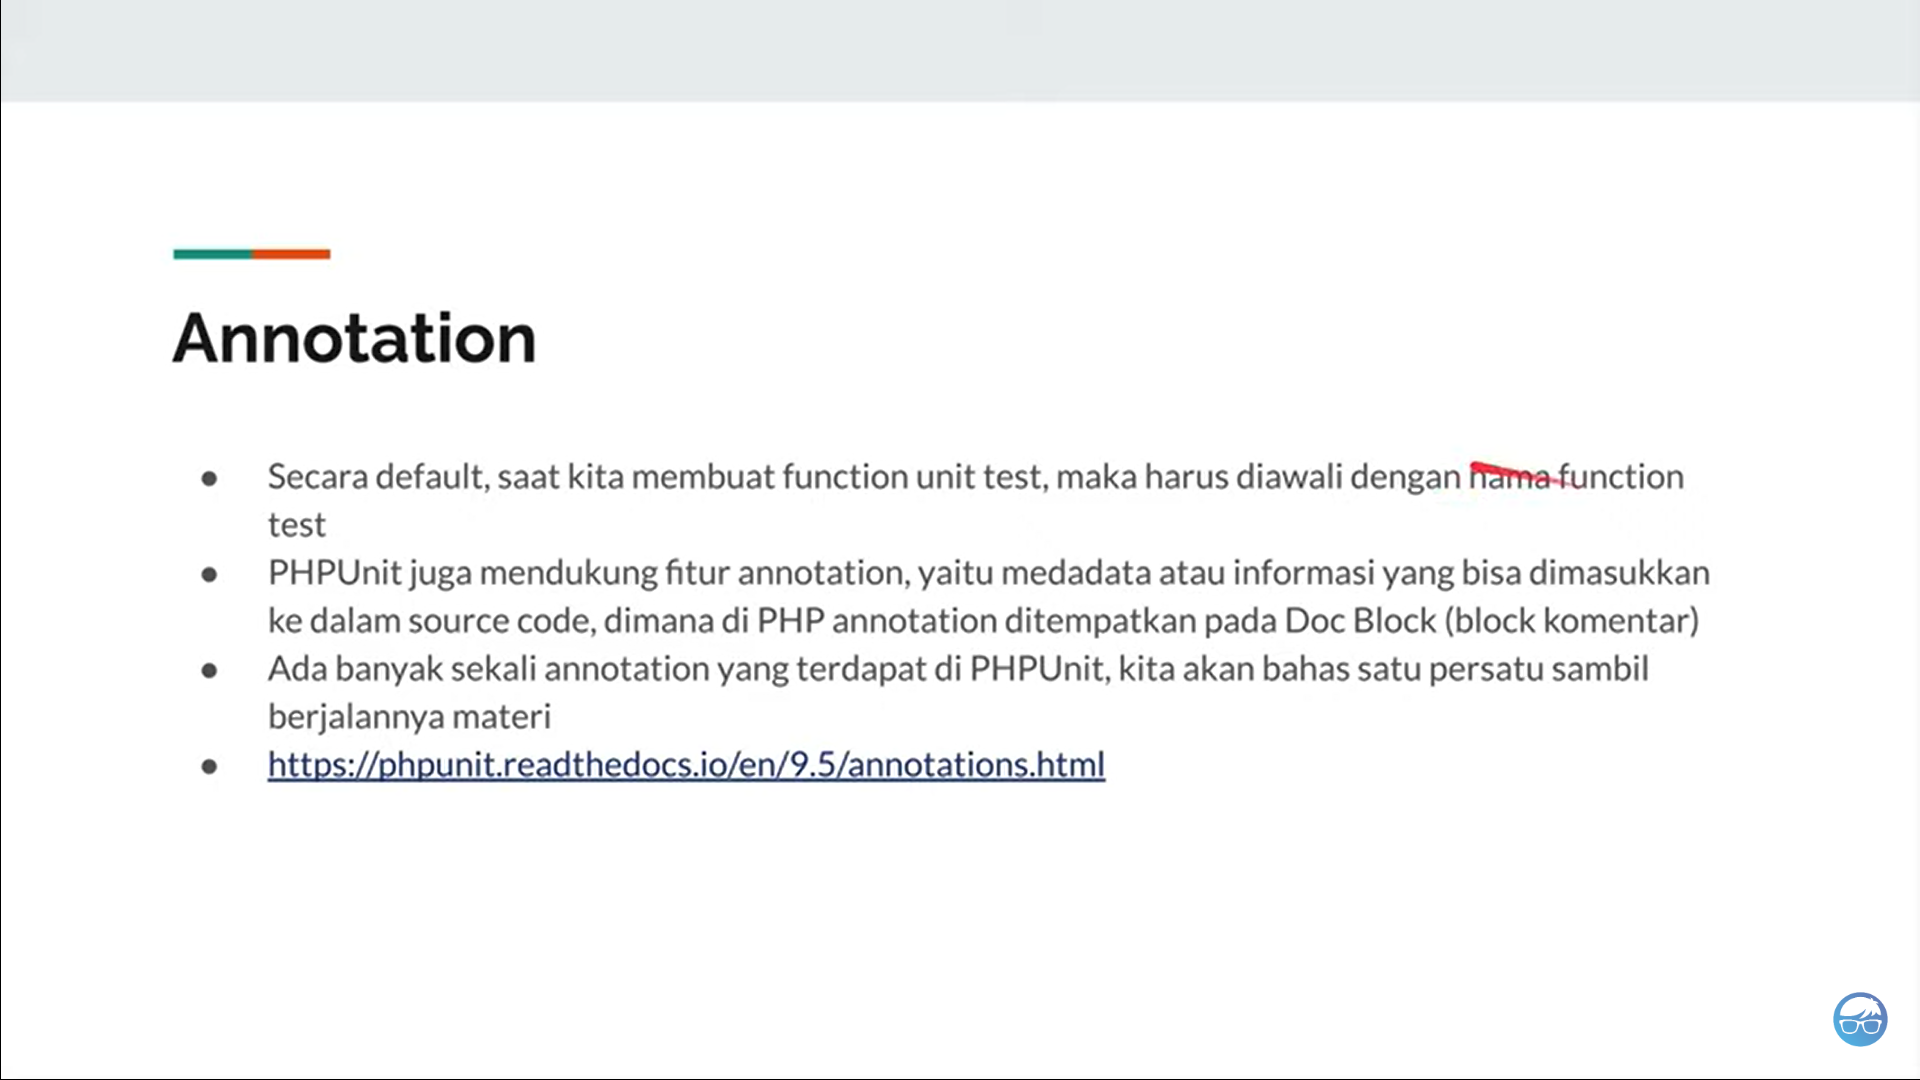 Annotation
Secara default, saat kita membuat function unit test, maka harus diawali dengan nama function
test
PHPUnit juga mendukung fitur annotation, yaitu medadata atau informasi yang bisa dimasukkan
ke dalam source code, dimana di PHP annotation ditempatkan pada Doc Block (block komentar)
Ada banyak sekali annotation yang terdapat di PHPUnit, kita akan bahas satu persatu sambil
berjalannya materi
https://phpunit.readthedocs.io/en/9.5/annotations.html